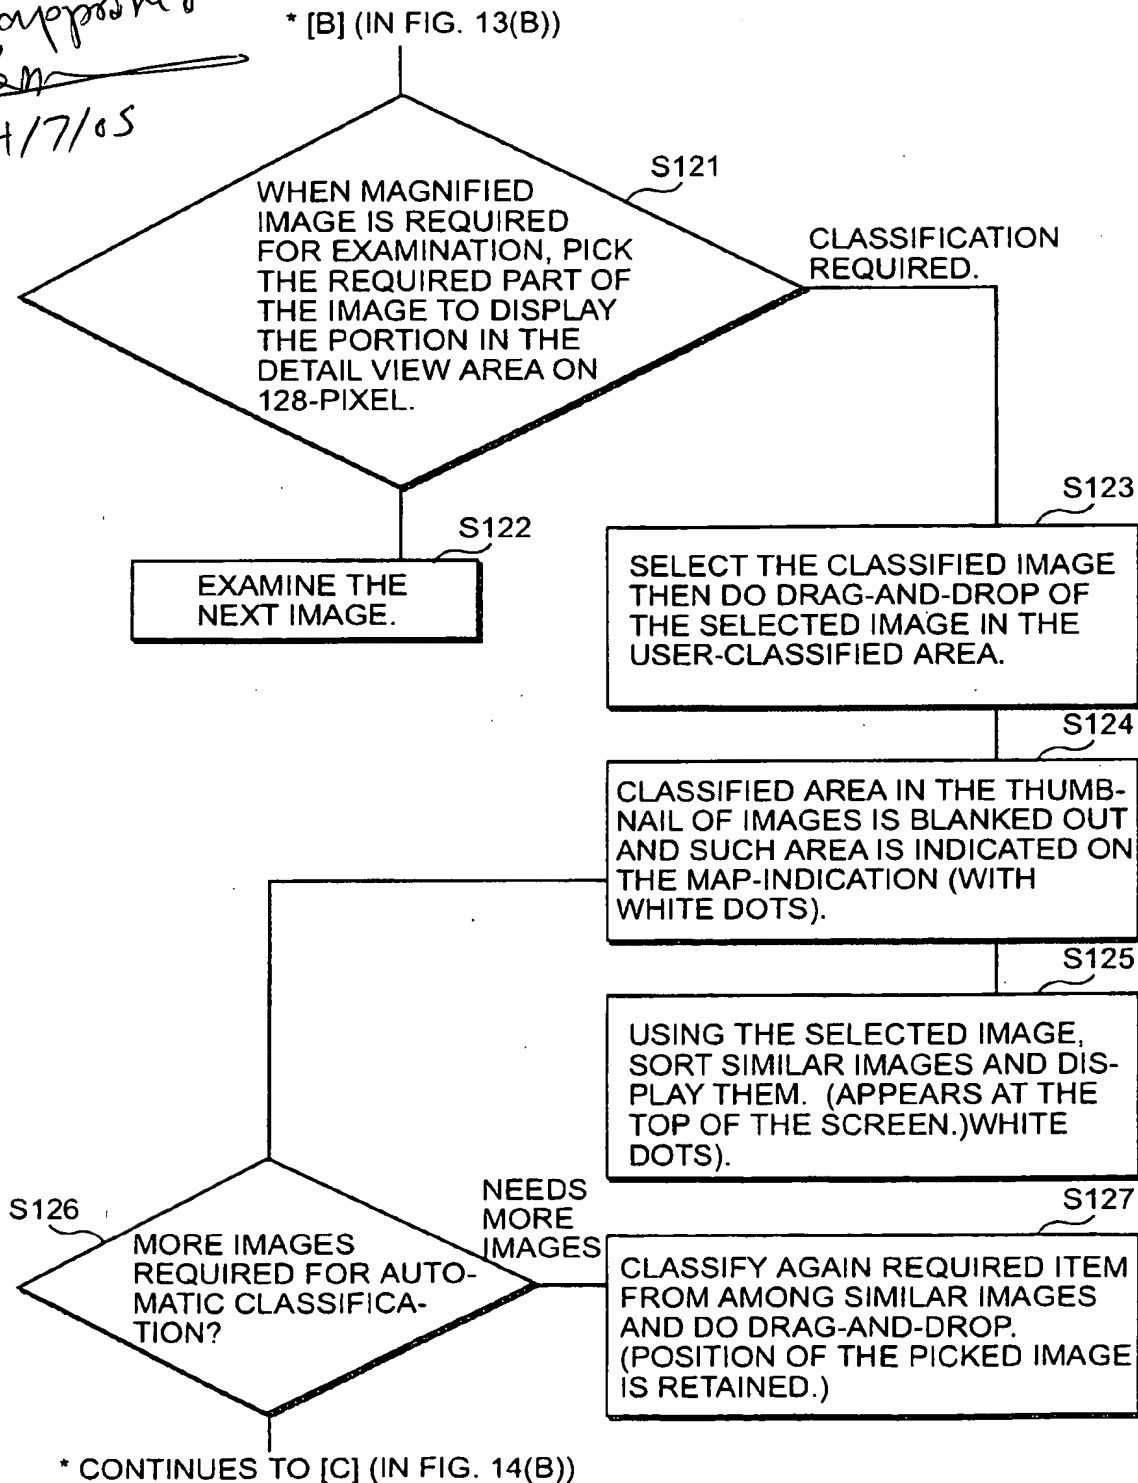 4/7/05
* [B] (IN FIG. 13(B))
S121
WHEN MAGNIFIED
IMAGE IS REQUIRED
FOR EXAMINATION, PICK
THE REQUIRED PART OF
THE IMAGE TO DISPLAY
THE PORTION IN THE
DETAIL VIEW AREA ON
128-PIXEL.
CLASSIFICATION
REQUIRED.
S122
EXAMINE THE
NEXT IMAGE.
S123
SELECT THE CLASSIFIED IMAGE
THEN DO DRAG-AND-DROP OF
THE SELECTED IMAGE IN THE
USER-CLASSIFIED AREA.
S124
CLASSIFIED AREA IN THE THUMB-
NAIL OF IMAGES IS BLANKED OUT
AND SUCH AREA IS INDICATED ON
THE MAP-INDICATION (WITH
WHITE DOTS).
S125
USING THE SELECTED IMAGE,
SORT SIMILAR IMAGES AND DIS-
PLAY THEM. (APPEARS AT THE
TOP OF THE SCREEN.)WHITE
DOTS).
S126
MORE IMAGES
REQUIRED FOR AUTO-
MATIC CLASSIFICA-
TION?
NEEDS
MORE
IMAGES
S127
CLASSIFY AGAIN REQUIRED ITEM
FROM AMONG SIMILAR IMAGES
AND DO DRAG-AND-DROP.
(POSITION OF THE PICKED IMAGE
IS RETAINED.)
* CONTINUES TO [C] (IN FIG. 14(B))